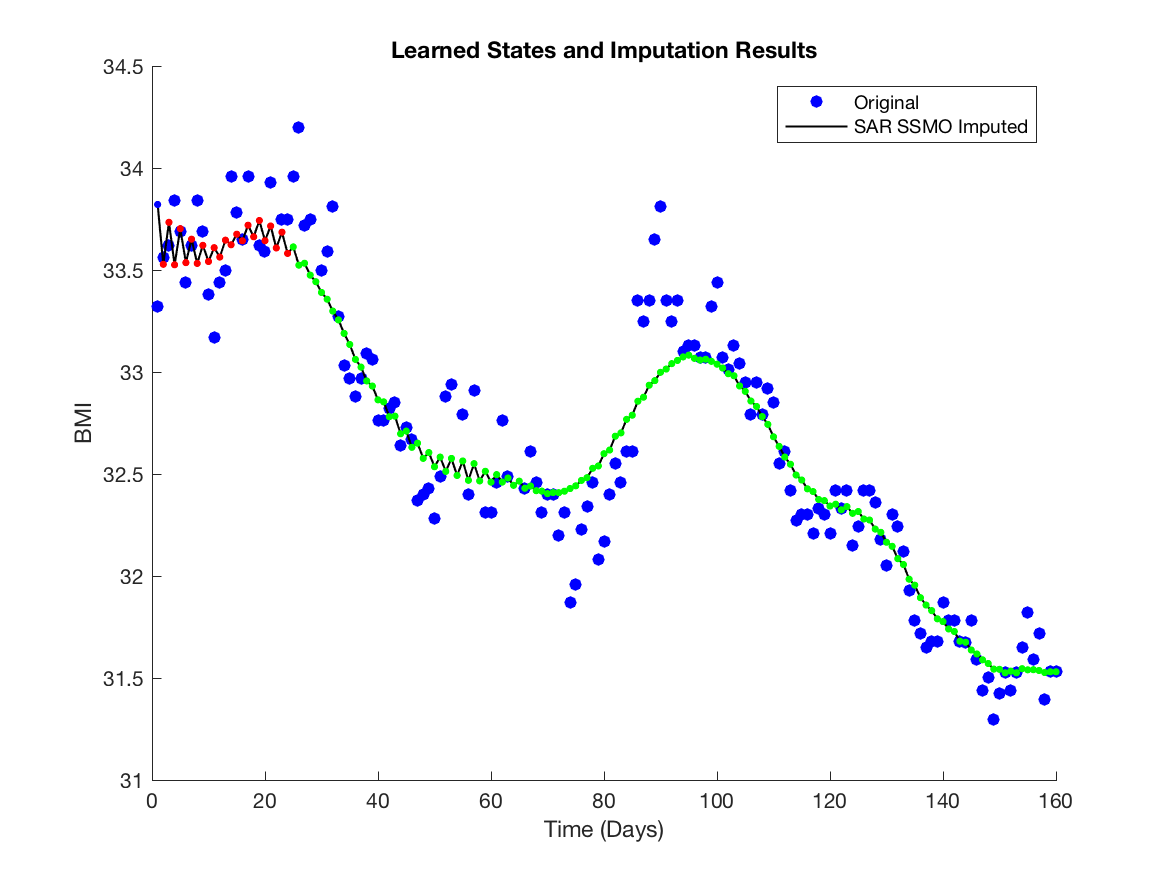 Learned States and Imputation Results
Original
SAR SSMO Imputed
34.5
34
33.5
33
32.5
32
31.5
31
BMI
0 20 40 60 80 100 120 140 160
Time (Days)